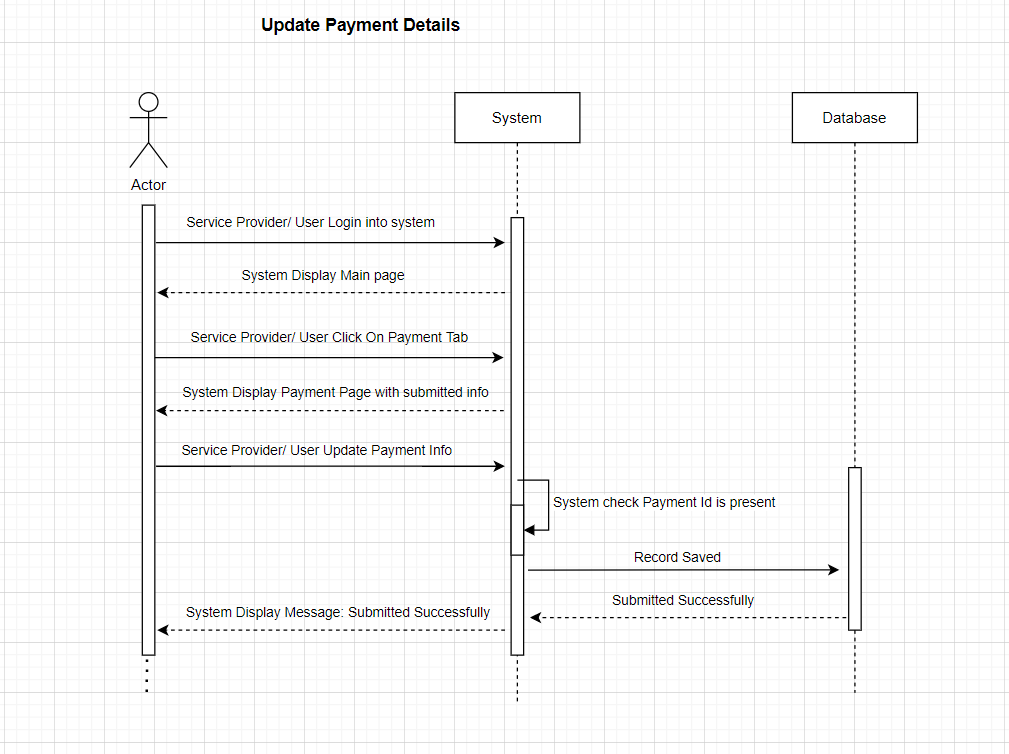 Update Payment Details
System
Database
Actor
Service Provider/ User Login into system
System Display Main page
Service Provider/ User Click On Payment Tab
System Display Payment Page with submitted info
Service Provider/ User Update Payment Info
System check Payment Id is present
Record Saved
Submitted Successfully
System Display Message: Submitted Successfully